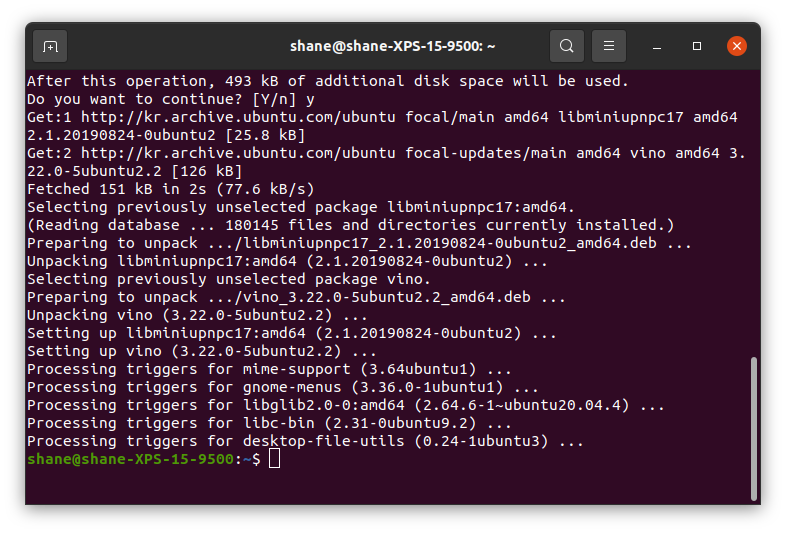 shane@shane-XPS-15-9500: ~
After this operation, 493 kB of additional disk space will be used.
Do you want to continue? [Y/n] y
Get:1 http://kr.archive.ubuntu.com/ubuntu focal/main amd64 libminiupnpc17 amd64
2.1.20190824-0ubuntu2 [25.8 kB]
Get:2 http://kr.archive.ubuntu.com/ubuntu focal-updates/main amd64 vino amd64 3.
22.0-5ubuntu2.2 [126 kB]
Fetched 151 kB in 2s (77.6 kB/s)
Selecting previously unselected package libminiupnpc17:amd64.
(Reading database ... 180145 files and directories currently installed.)
Preparing to unpack .../libminiupnpc17_2.1.20190824-0ubuntu2_amd64.deb ...
Unpacking libminiupnpc17:amd64 (2.1.20190824-0ubuntu2) ...
Selecting previously unselected package vino.
Preparing to unpack .../vino_3.22.0-5ubuntu2.2_amd64.deb ...
Unpacking vino (3.22.0-5ubuntu2.2) ...
Setting up libminiupnpc17:amd64 (2.1.20190824-0ubuntu2) ...
Setting up vino (3.22.0-5ubuntu2.2) ...
Processing triggers for mime-support (3.64ubuntu1) ...
Processing triggers for gnome-menus (3.36.0-1ubuntu1) ...
Processing triggers for libglib2.0-0:amd64 (2.64.6-1~ubuntu20.04.4) ...
Processing triggers for libc-bin (2.31-0ubuntu9.2) ...
Processing triggers for desktop-file-utils (0.24-1ubuntu3) ...
shane@shane-XPS-15-9500:~$